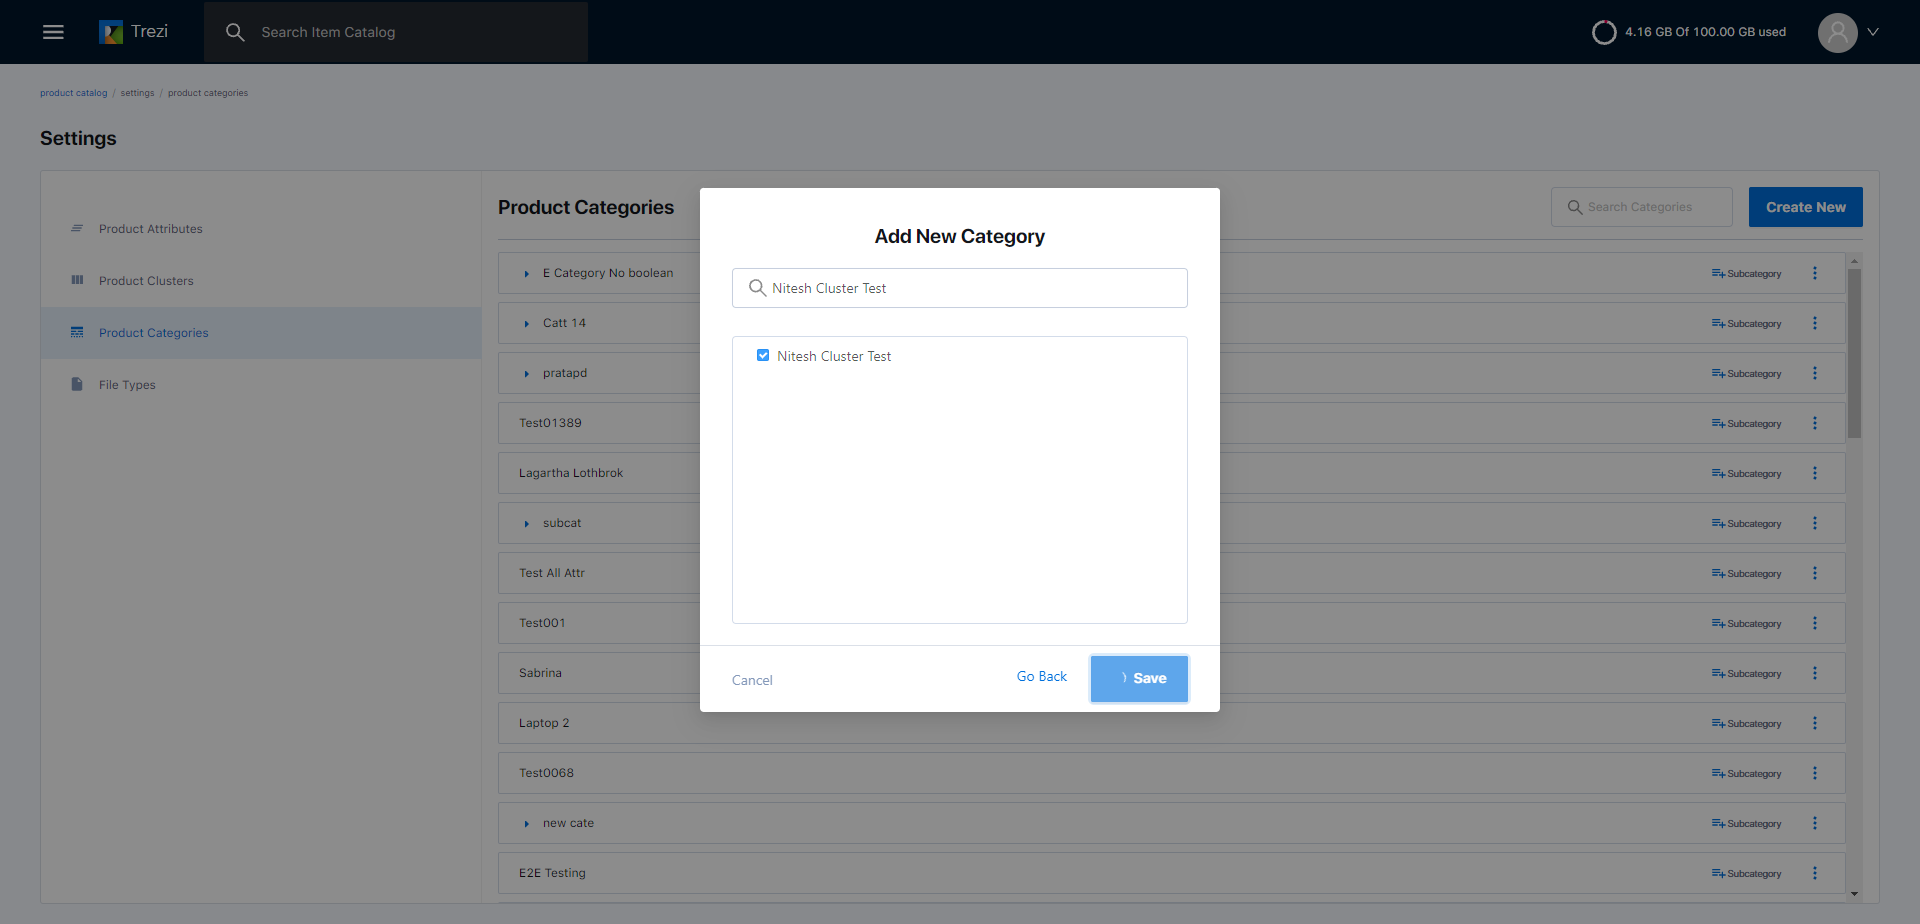 Trezi
Search Item Catalog
4.16 GB Of 100.00 GB used
product catalog / settings / product categories
Settings
Product Attributes
Product Clusters
Product Categories
File Types
Product Categories
Search Categories
Create New
E Category No boolean
Subcategory
Catt 14
Subcategory
pratapd
Subcategory
Test01389
Subcategory
Lagartha Lothbrok
Subcategory
subcat
Subcategory
Test All Attr
Subcategory
Test001
Subcategory
Sabrina
Subcategory
Laptop 2
Subcategory
Test0068
Subcategory
new cate
Subcategory
E2E Testing
Subcategory
Add New Category
Nitesh Cluster Test
Nitesh Cluster Test
Cancel
Go Back
Save